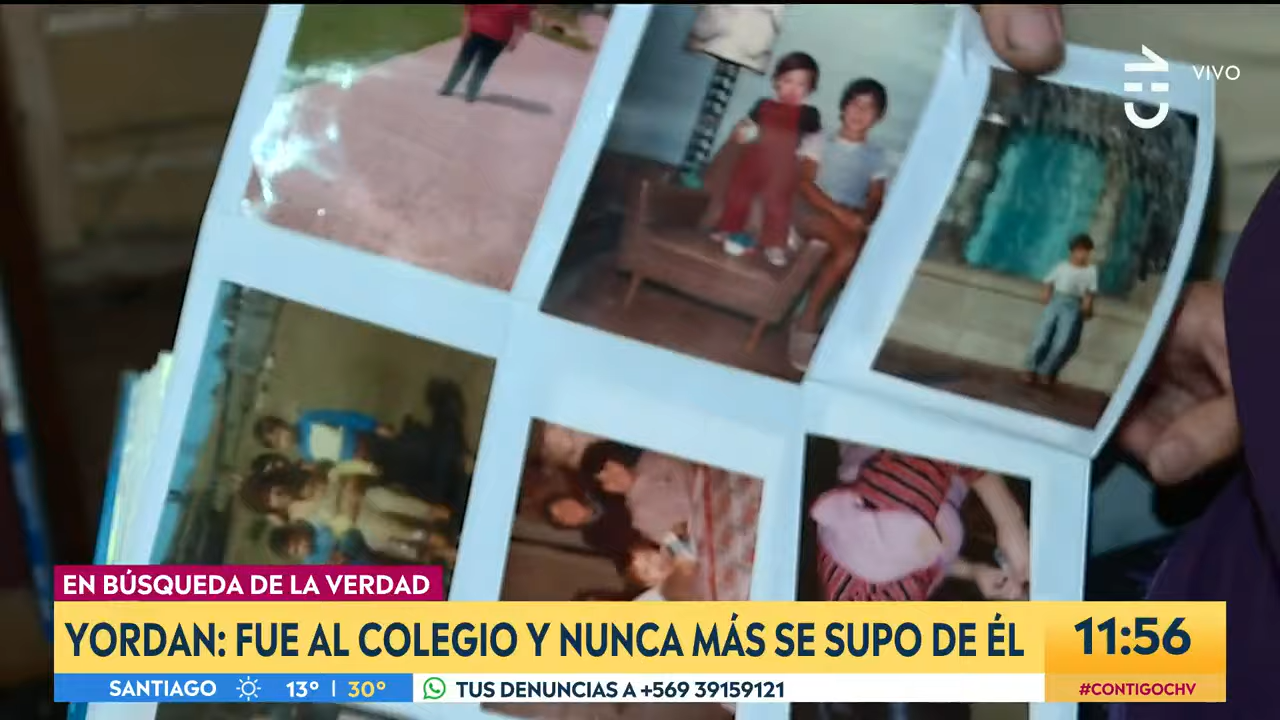 CHV
VIVO
EN BÚSQUEDA DE LA VERDAD
YORDAN: FUE AL COLEGIO Y NUNCA MÁS SE SUPO DE ÉL
11:56
SANTIAGO 13° | 30°
TUS DENUNCIAS A +569 39159121
#CONTIGOCHV